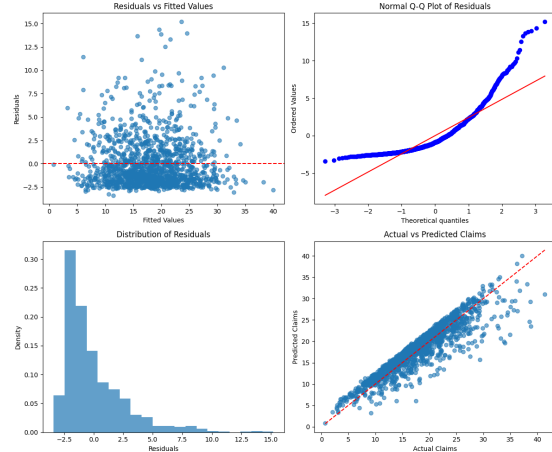 Residuals vs Fitted Values
Residuals
15.0
12.5
10.0
7.5
5.0
2.5
0.0
−2.5
0 5 10 15 20 25 30 35 40
Fitted Values
Normal Q-Q Plot of Residuals
Ordered Values
15
10
5
0
−5
−3 −2 −1 0 1 2 3
Theoretical quantiles
Distribution of Residuals
Density
0.30
0.25
0.20
0.15
0.10
0.05
0.00
−2.5 0.0 2.5 5.0 7.5 10.0 12.5 15.0
Residuals
Actual vs Predicted Claims
Predicted Claims
40
35
30
25
20
15
10
5
0
0 5 10 15 20 25 30 35 40
Actual Claims